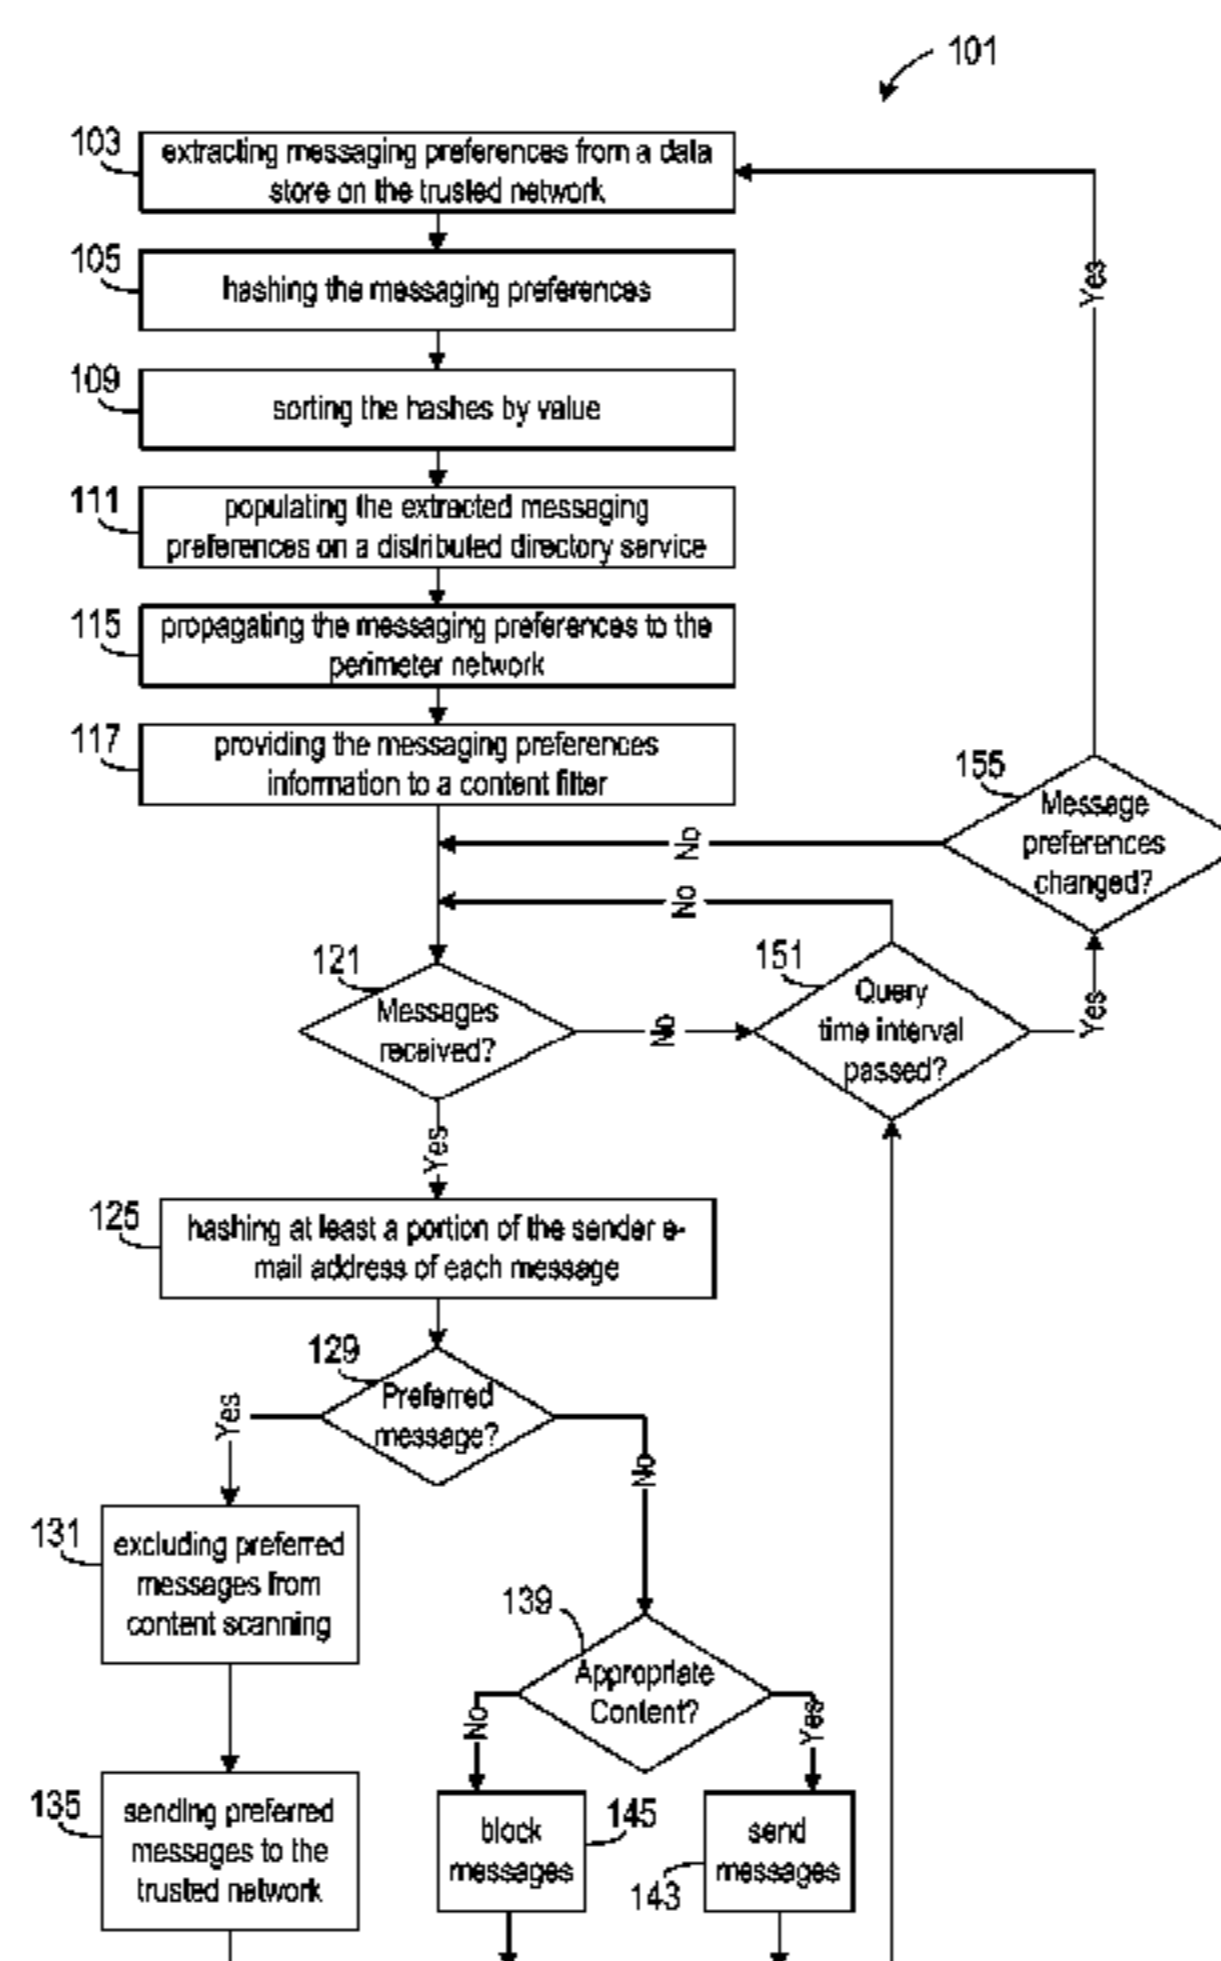 101
103
extracting messaging preferences from a data
store on the trusted network
105
hashing the messaging preferences
109
sorting the hashes by value
111
populating the extracted messaging
preferences on a distributed directory service
115
propagating the messaging preferences to the
perimeter network
117
providing the messaging preferences
information to a content filter
Yes
155
Message
preferences
changed?
No
No
121
Messages
received?
No
151
Query
time interval
passed?
Yes
Yes
125
hashing at least a portion of the sender e-
mail address of each message
129
Preferred
message?
Yes
No
131
excluding preferred
messages from
content scanning
139
Appropriate
Content?
No
Yes
135
sending preferred
messages to the
trusted network
block
messages
145
send
messages
143